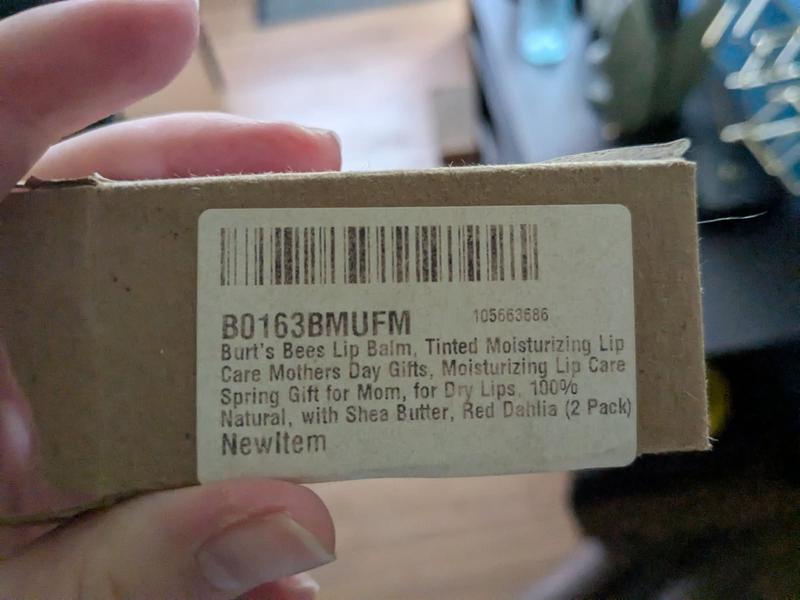 B0163BMUFM 105663686
Burt's Bees Lip Balm, Tinted Moisturizing Lip
Care Mothers Day Gifts, Moisturizing Lip Care
Spring Gift for Mom, for Dry Lips, 100%
Natural, with Shea Butter, Red Dahlia (2 Pack)
NewItem